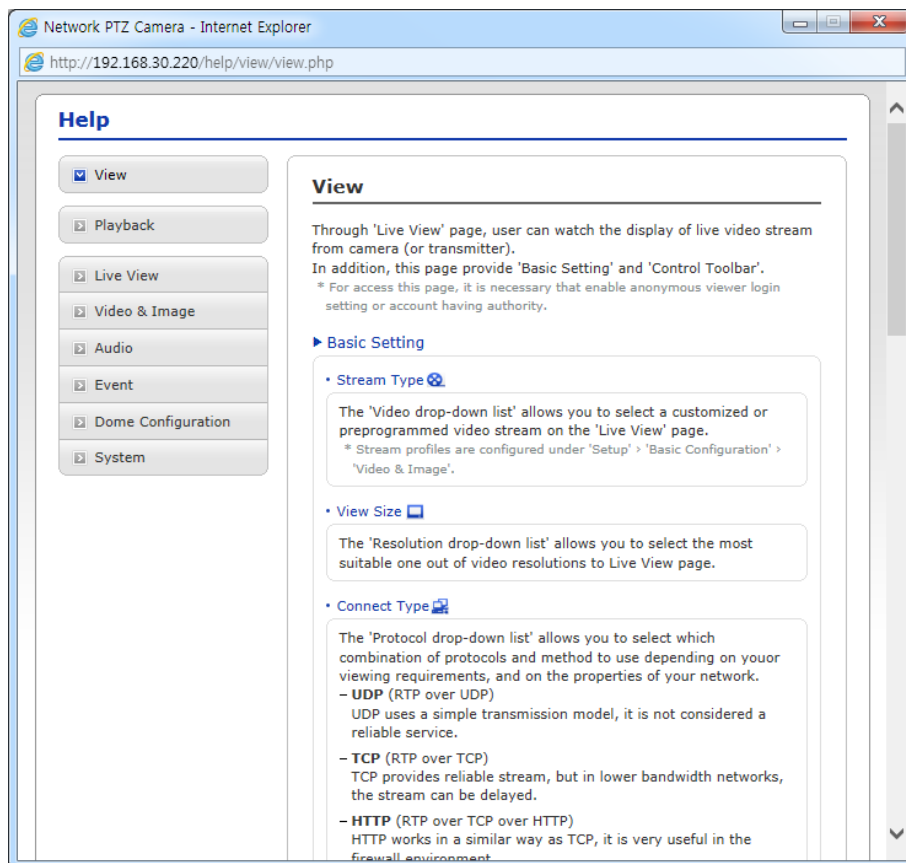 Network PTZ Camera - Internet Explorer
http://192.168.30.220/help/view/view.php
Help
View
Playback
Live View
Video & Image
Audio
Event
Dome Configuration
System
View
Through 'Live View' page, user can watch the display of live video stream
from camera (or transmitter).
In addition, this page provide 'Basic Setting' and 'Control Toolbar'.
* For access this page, it is necessary that enable anonymous viewer login
setting or account having authority.
Basic Setting
• Stream Type
The 'Video drop-down list' allows you to select a customized or
preprogrammed video stream on the 'Live View' page.
* Stream profiles are configured under 'Setup' › 'Basic Configuration' ›
'Video & Image'.
• View Size
The 'Resolution drop-down list' allows you to select the most
suitable one out of video resolutions to Live View page.
• Connect Type
The 'Protocol drop-down list' allows you to select which
combination of protocols and method to use depending on youor
viewing requirements, and on the properties of your network.
– UDP (RTP over UDP)
UDP uses a simple transmission model, it is not considered a
reliable service.
– TCP (RTP over TCP)
TCP provides reliable stream, but in lower bandwidth networks,
the stream can be delayed.
– HTTP (RTP over TCP over HTTP)
HTTP works in a similar way as TCP, it is very useful in the
firewall environment